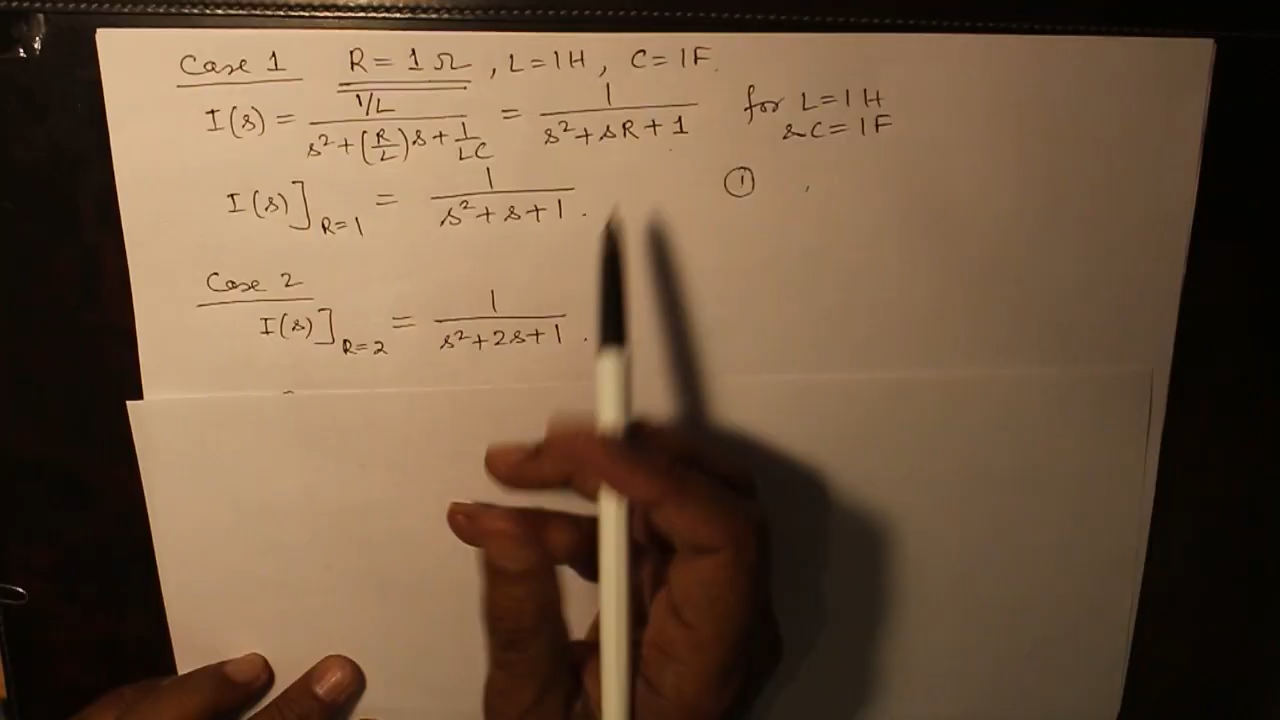 Case 1 R = 1 Ω, L = 1H, C = 1F.
I(s) = (1/L) / (s² + (R/L)s + 1/LC) = 1 / (s² + sR + 1) for L = 1 H
& C = 1F
I(s)]R=1 = 1 / (s² + s + 1). ①
Case 2
I(s)]R=2 = 1 / (s² + 2s + 1).